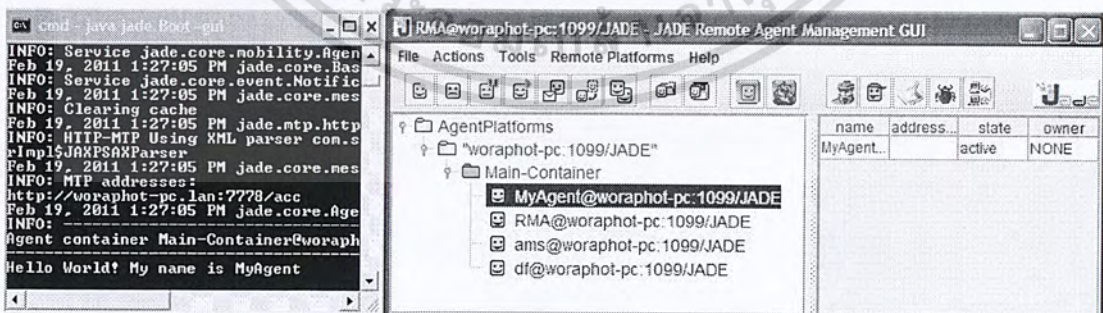 cmd - java jade.Boot -gui
INFO: Service jade.core.mobility.Agen
Feb 19, 2011 1:27:05 PM jade.core.Bas
INFO: Service jade.core.event.Notific
Feb 19, 2011 1:27:05 PM jade.core.mes
INFO: Clearing cache
Feb 19, 2011 1:27:05 PM jade.mtp.http
INFO: HTTP-MTP Using XML parser com.s
rImpl$JAXPSAXParser
Feb 19, 2011 1:27:05 PM jade.core.mes
INFO: MTP addresses:
http://woraphot-pc.lan:7778/acc
Feb 19, 2011 1:27:05 PM jade.core.Age
INFO: --------------------------------
Agent container Main-Container@woraph
--------------------------------------
Hello World! My name is MyAgent
RMA@woraphot-pc:1099/JADE - JADE Remote Agent Management GUI
File Actions Tools Remote Platforms Help
Jade
AgentPlatforms
"woraphot-pc:1099/JADE"
Main-Container
MyAgent@woraphot-pc:1099/JADE
RMA@woraphot-pc:1099/JADE
ams@woraphot-pc:1099/JADE
df@woraphot-pc:1099/JADE
name address... state owner
MyAgent... active NONE